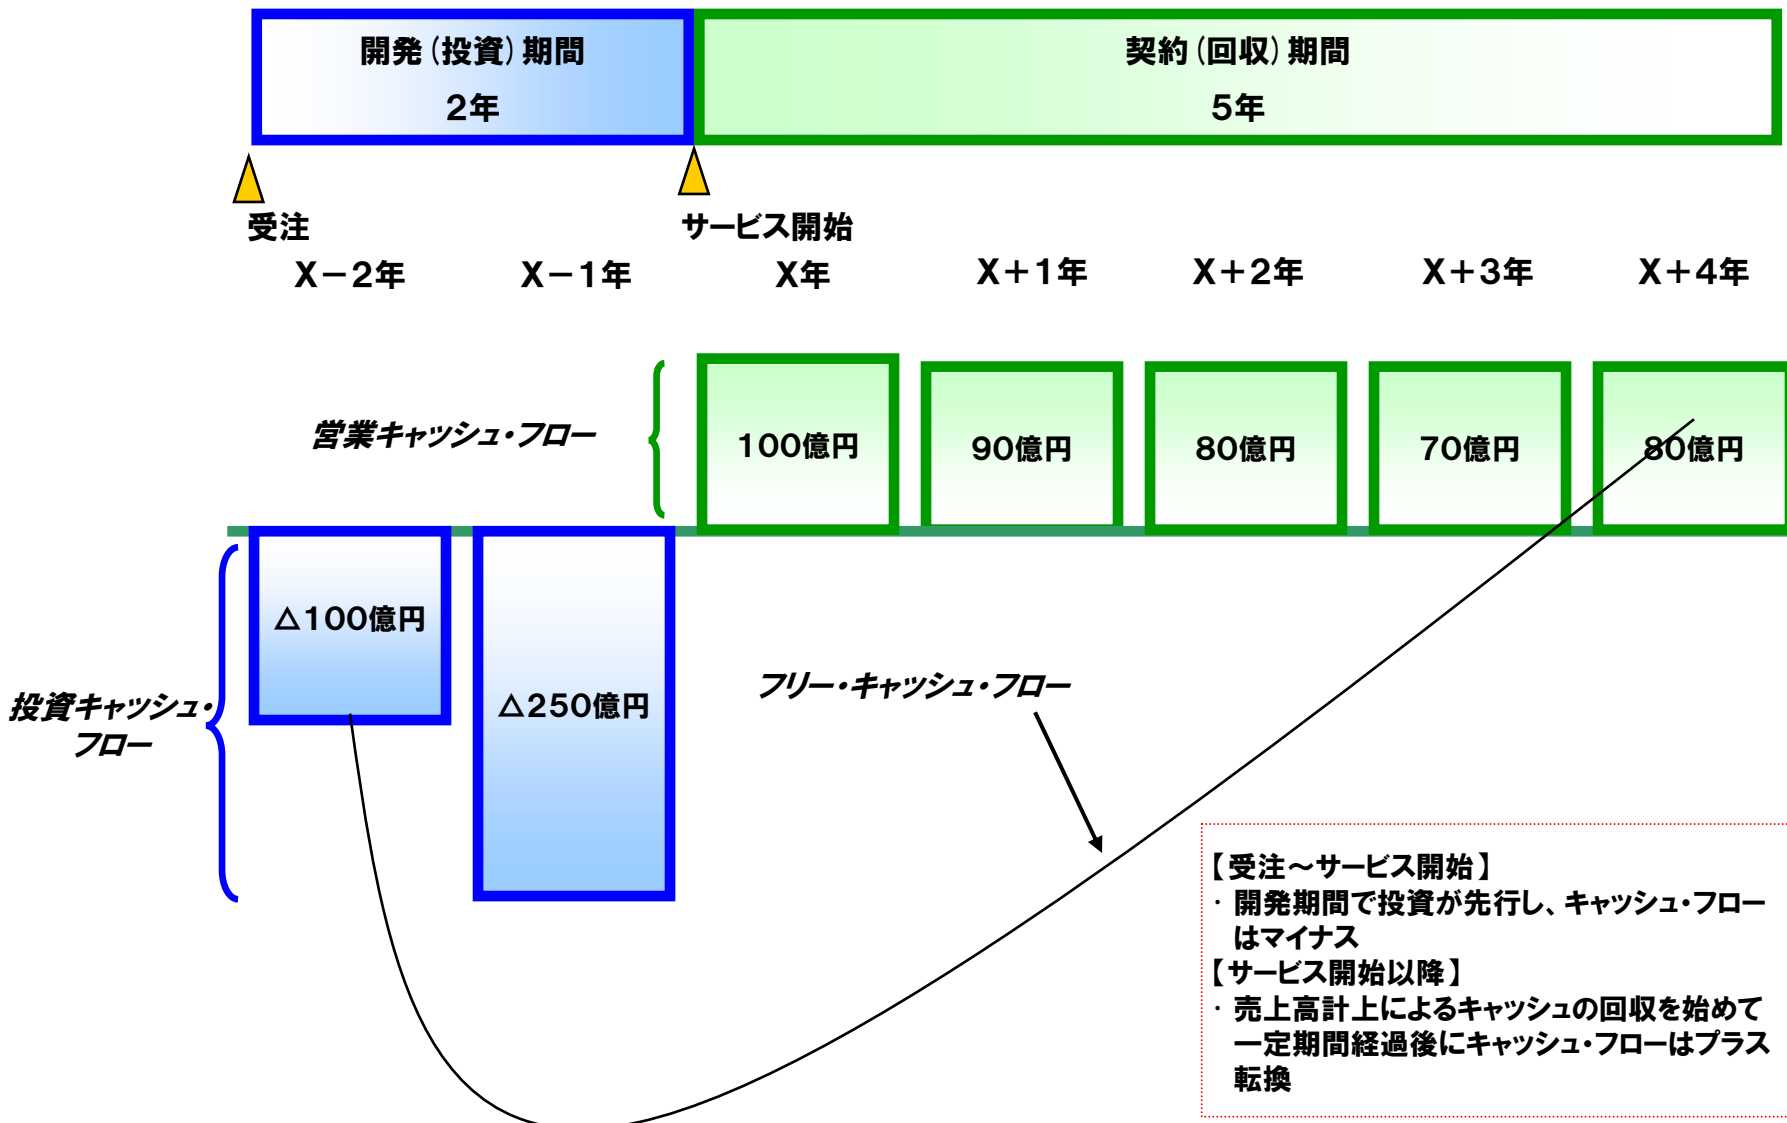 開発(投資)期間
2年
契約(回収)期間
5年
受注
サービス開始
X－2年
X－1年
X年
X＋1年
X＋2年
X＋3年
X＋4年
営業キャッシュ・フロー
100億円
90億円
80億円
70億円
80億円
△100億円
△250億円
投資キャッシュ・
フロー
フリー・キャッシュ・フロー
【受注～サービス開始】
・開発期間で投資が先行し、キャッシュ・フロー
はマイナス
【サービス開始以降】
・売上高計上によるキャッシュの回収を始めて
一定期間経過後にキャッシュ・フローはプラス
転換